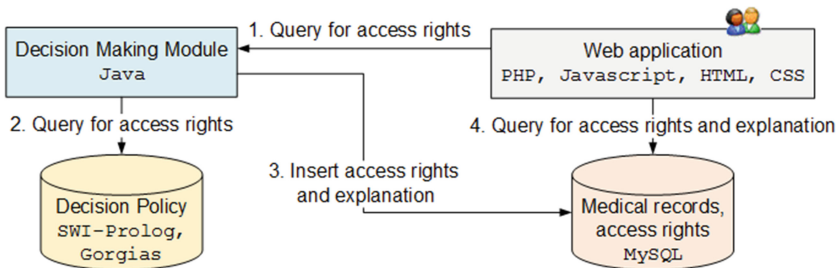 1. Query for access rights
Decision Making Module
Java
Web application
PHP, Javascript, HTML, CSS
2. Query for access rights
4. Query for access rights and explanation
3. Insert access rights
and explanation
Decision Policy
SWI-Prolog,
Gorgias
Medical records,
access rights
MySQL